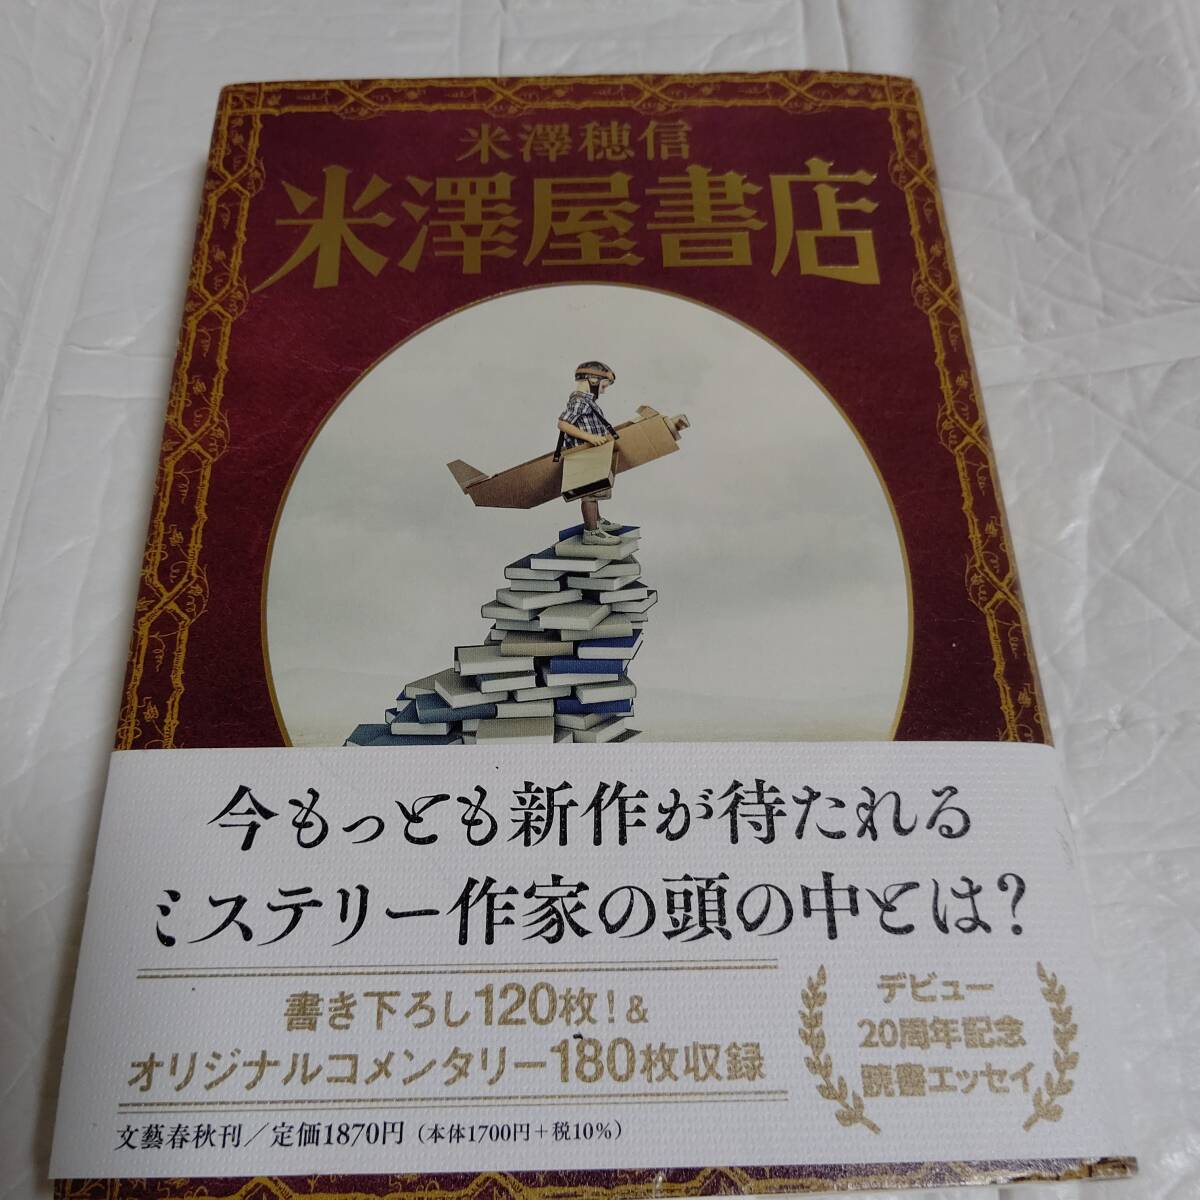 米澤穂信
米澤屋書店
今もっとも新作が待たれる
ミステリー作家の頭の中とは?
書き下ろし120枚!&
オリジナルコメンタリー180枚収録
デビュー
20周年記念
読書エッセイ
文藝春秋刊/定価1870円(本体1700円+税10%)